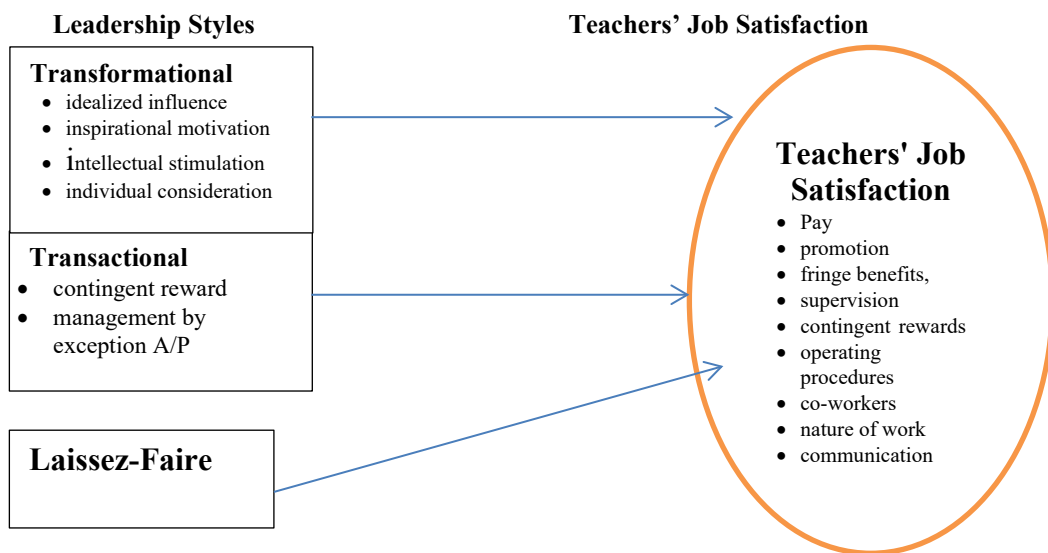 Leadership Styles
Teachers’ Job Satisfaction
Transformational
• idealized influence
• inspirational motivation
• intellectual stimulation
• individual consideration
Transactional
• contingent reward
• management by
exception A/P
Laissez-Faire
Teachers' Job
Satisfaction
• Pay
• promotion
• fringe benefits,
• supervision
• contingent rewards
• operating
procedures
• co-workers
• nature of work
• communication